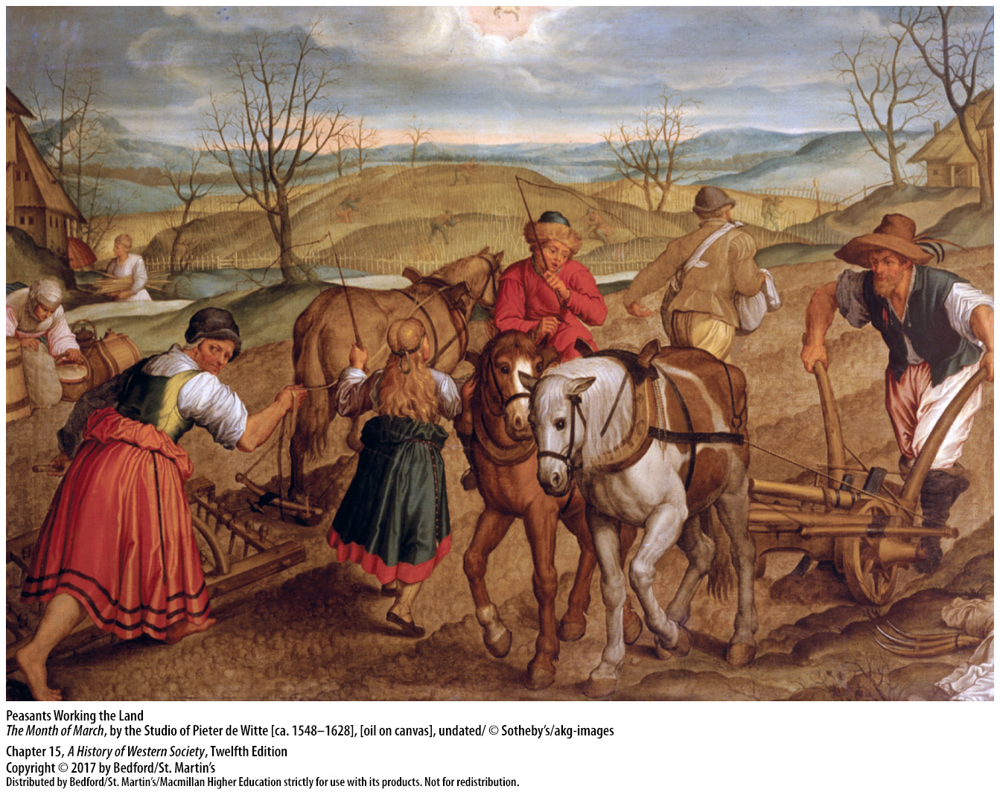 Peasants Working the Land
The Month of March, by the Studio of Pieter de Witte [ca. 1548–1628], [oil on canvas], undated/ © Sotheby’s/akg-images
Chapter 15, A History of Western Society, Twelfth Edition
Copyright © 2017 by Bedford/St. Martin’s
Distributed by Bedford/St. Martin’s/Macmillan Higher Education strictly for use with its products. Not for redistribution.